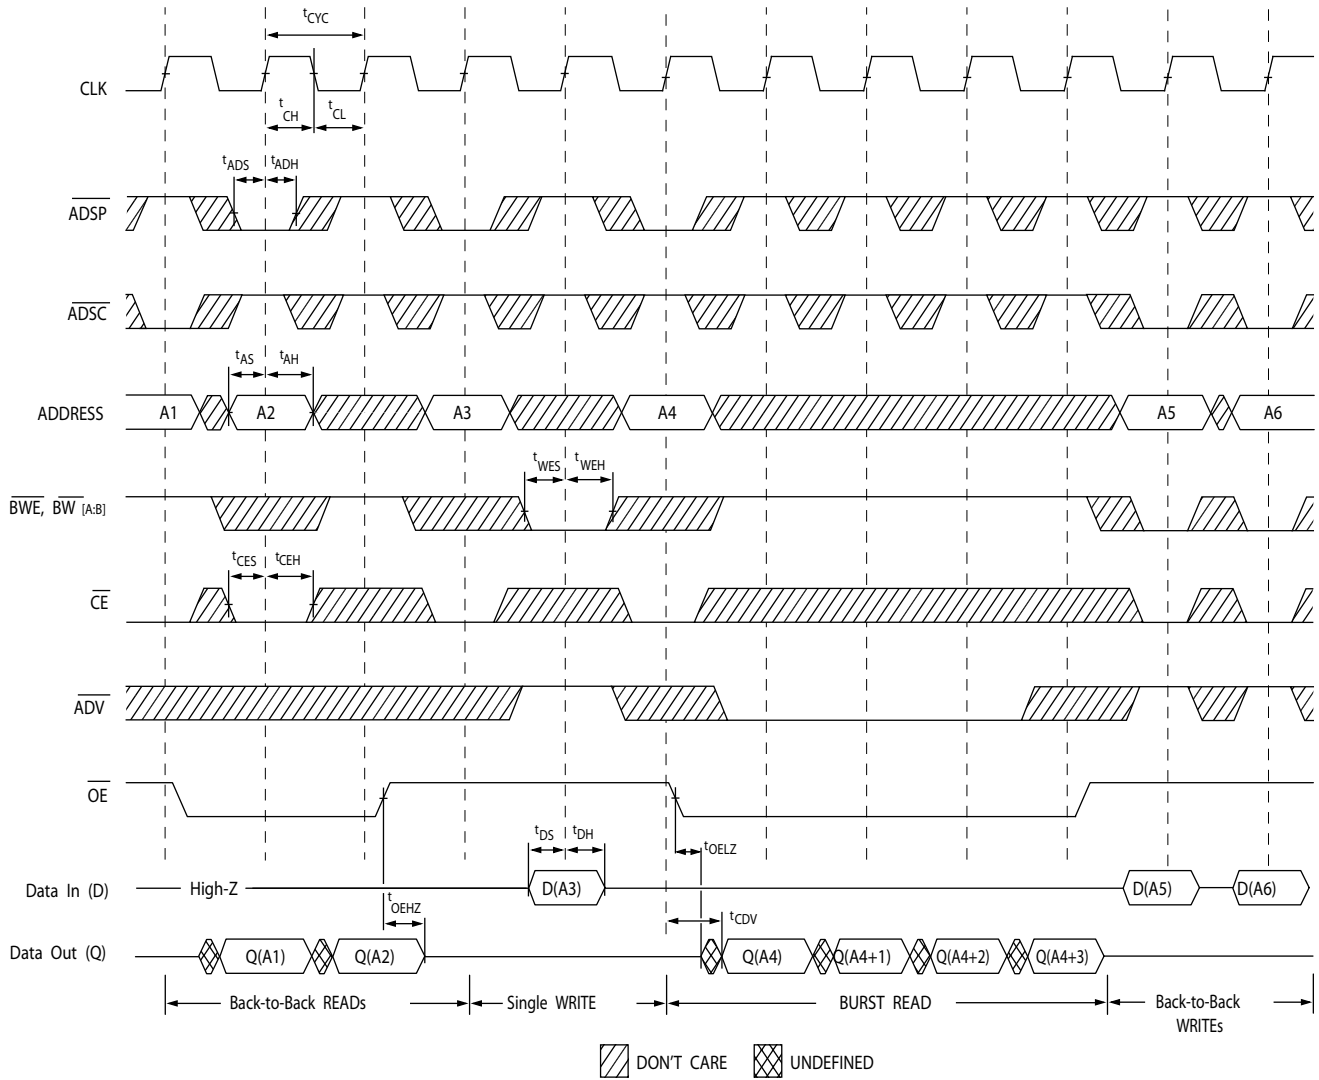 tCYC
CLK
tCH
tCL
tADS
tADH
ADSP
ADSC
tAS
tAH
ADDRESS
A1
A2
A3
A4
A5
A6
tWES
tWEH
BWE, BW [A:B]
tCES
tCEH
CE
ADV
OE
tDS
tDH
tOELZ
Data In (D)
High-Z
D(A3)
D(A5)
D(A6)
tOEHZ
tCDV
Data Out (Q)
Q(A1)
Q(A2)
Q(A4)
Q(A4+1)
Q(A4+2)
Q(A4+3)
Back-to-Back READs
Single WRITE
BURST READ
Back-to-Back
WRITEs
DON'T CARE
UNDEFINED